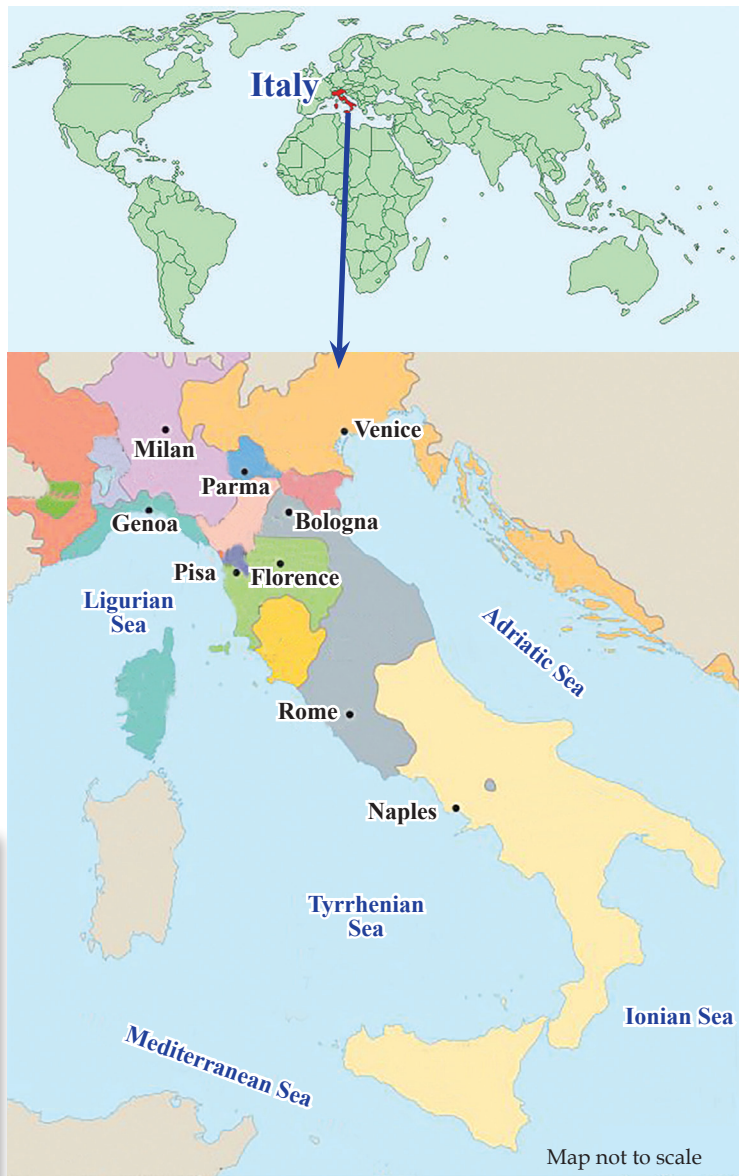 Italy
Venice
Milan
Parma
Genoa
Bologna
Pisa
Florence
Ligurian
Sea
Adriatic Sea
Rome
Naples
Tyrrhenian
Sea
Ionian Sea
Mediterranean Sea
Map not to scale